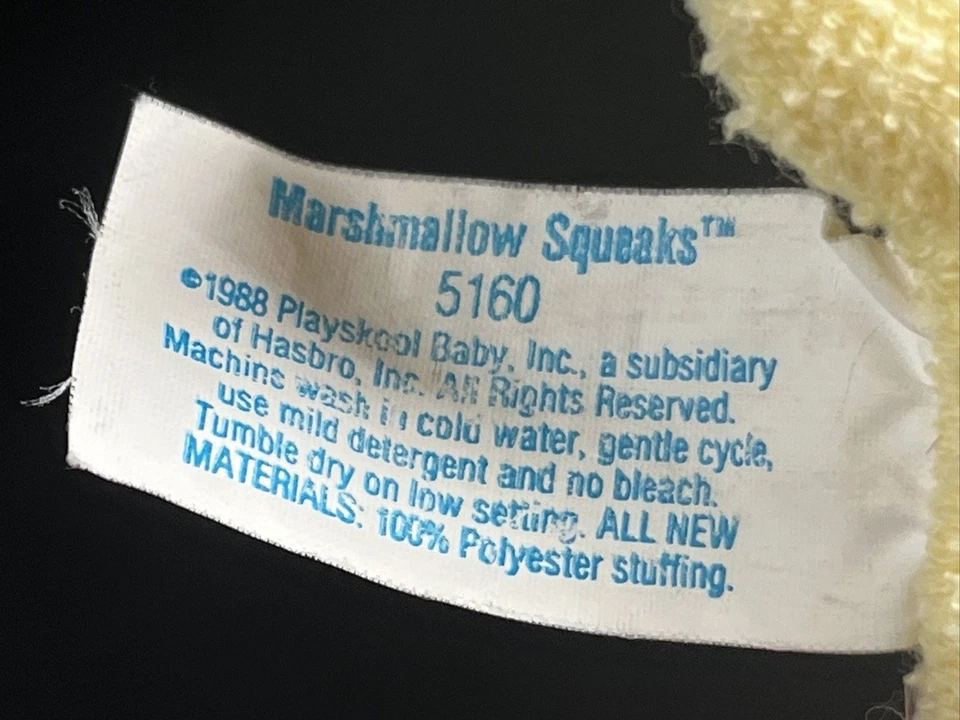 Marshmallow Squeaks™
5160
©1988 Playskool Baby, Inc., a subsidiary
of Hasbro, Inc. All Rights Reserved.
Machine wash in cold water, gentle cycle,
use mild detergent and no bleach.
Tumble dry on low setting. ALL NEW
MATERIALS: 100% Polyester stuffing.